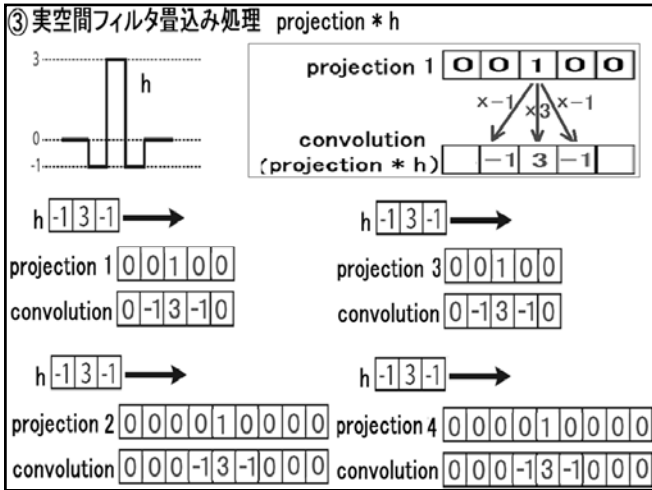 ③ 実空間フィルタ畳込み処理 projection * h
3
h
0
-1
projection 1 0 0 1 0 0
×-1 ×3 ×-1
convolution
(projection * h) -1 3 -1
h -1 3 -1
projection 1 0 0 1 0 0
convolution 0 -1 3 -1 0
h -1 3 -1
projection 3 0 0 1 0 0
convolution 0 -1 3 -1 0
h -1 3 -1
projection 2 0 0 0 0 1 0 0 0 0
convolution 0 0 0 -1 3 -1 0 0 0
h -1 3 -1
projection 4 0 0 0 0 1 0 0 0 0
convolution 0 0 0 -1 3 -1 0 0 0